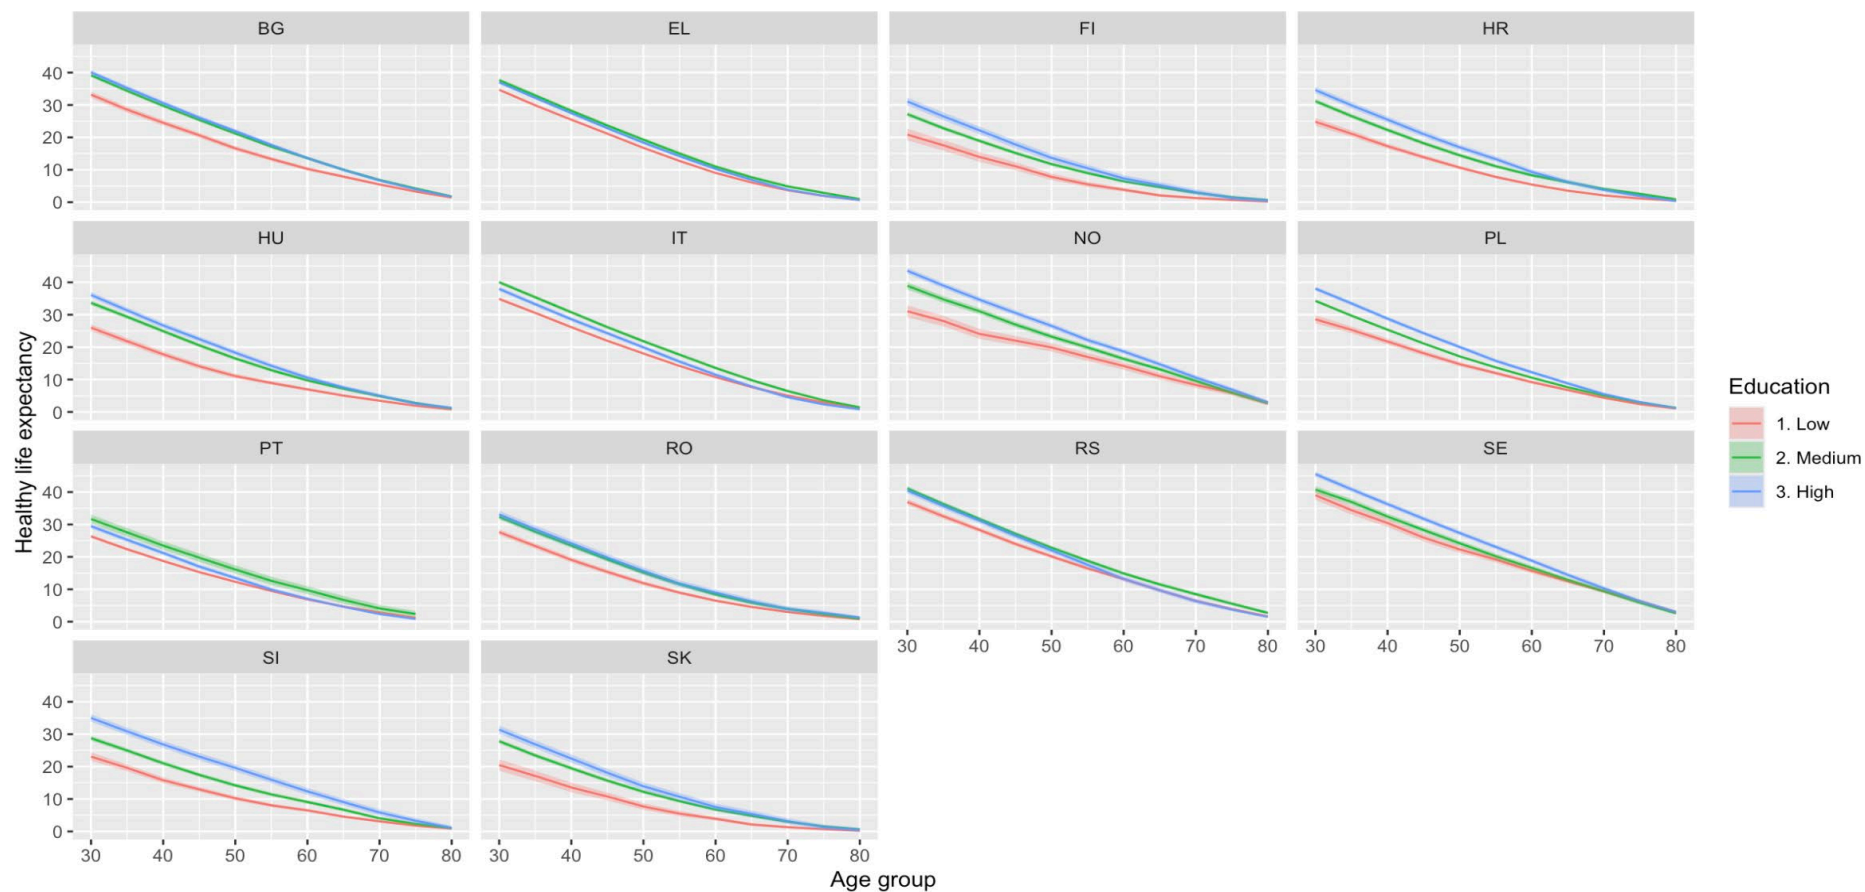 BG EL FI HR
40
30
20
10
0
HU IT NO PL
40
30
20
10
0
PT RO RS SE
40
30
20
10
0
30 40 50 60 70 80 30 40 50 60 70 80
SI SK
40
30
20
10
0
30 40 50 60 70 80 30 40 50 60 70 80
Age group
Healthy life expectancy
Education
1. Low
2. Medium
3. High